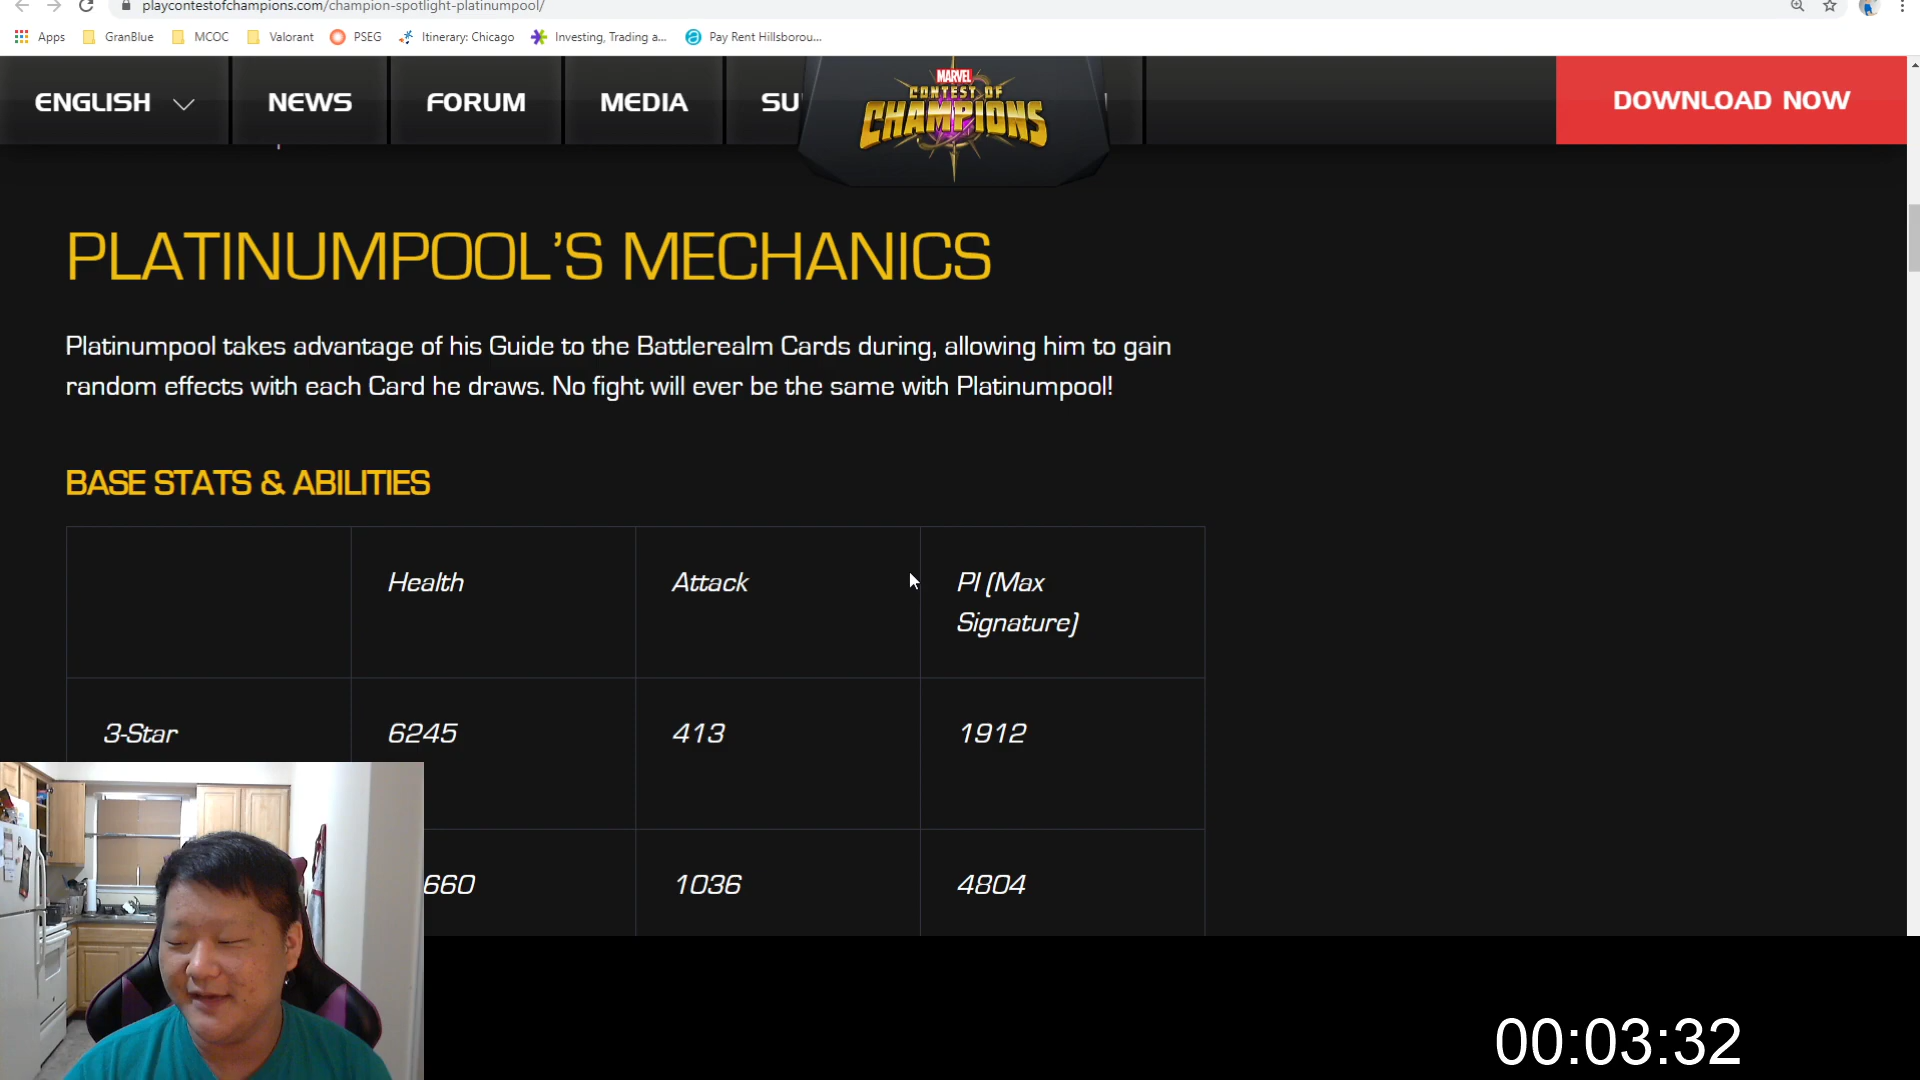 playcontestofchampions.com/champion-spotlight-platinumpool/
Apps GranBlue MCOC Valorant PSEG Itinerary: Chicago Investing, Trading a... Pay Rent Hillsborou...
ENGLISH NEWS FORUM MEDIA SU DOWNLOAD NOW
MARVEL
CONTEST OF
CHAMPIONS
PLATINUMPOOL'S MECHANICS
Platinumpool takes advantage of his Guide to the Battlerealm Cards during, allowing him to gain
random effects with each Card he draws. No fight will ever be the same with Platinumpool!
BASE STATS & ABILITIES
Health Attack PI (Max
Signature)
3-Star 6245 413 1912
660 1036 4804
00:03:32